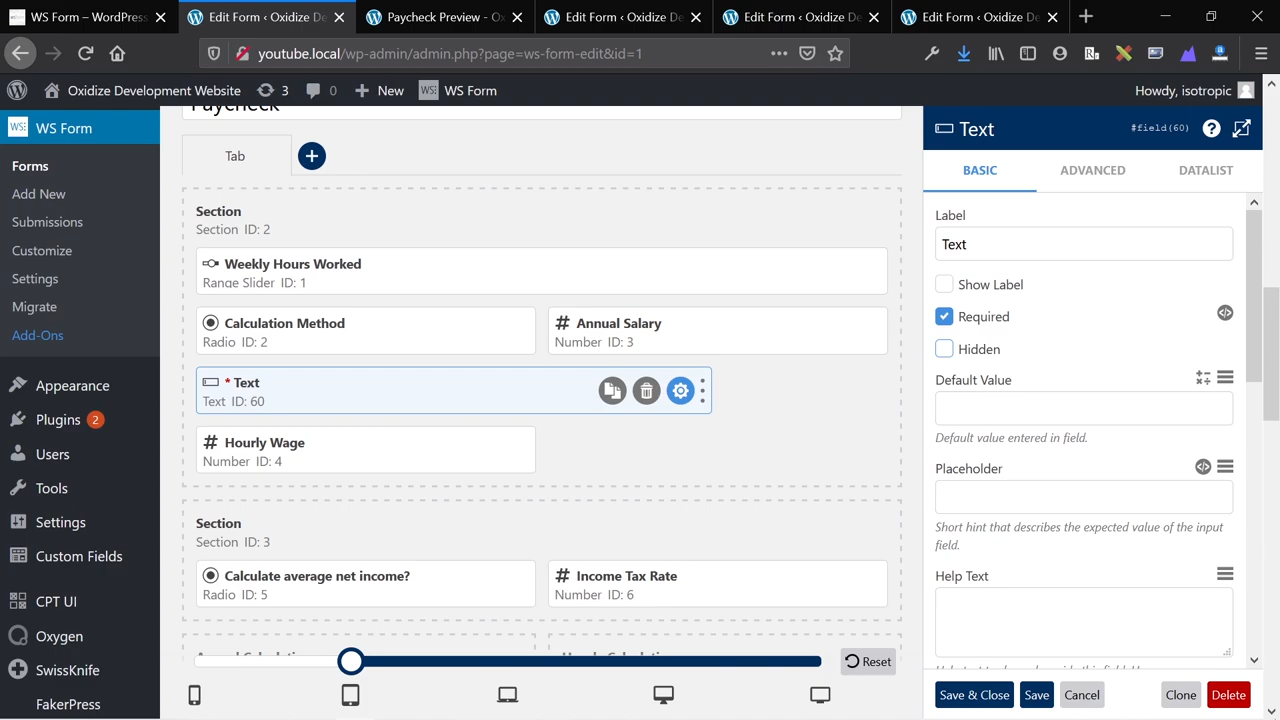 WS Form – WordPress
Edit Form ‹ Oxidize De
Paycheck Preview - Ox
Edit Form ‹ Oxidize De
Edit Form ‹ Oxidize De
Edit Form ‹ Oxidize De
youtube.local/wp-admin/admin.php?page=ws-form-edit&id=1
Oxidize Development Website
3
0
New
WS Form
Howdy, isotropic
WS Form
Forms
Add New
Submissions
Customize
Settings
Migrate
Add-Ons
Appearance
Plugins 2
Users
Tools
Settings
Custom Fields
CPT UI
Oxygen
SwissKnife
FakerPress
Paycheck
Tab
Section
Section ID: 2
Weekly Hours Worked
Range Slider ID: 1
Calculation Method
Radio ID: 2
Annual Salary
Number ID: 3
* Text
Text ID: 60
Hourly Wage
Number ID: 4
Section
Section ID: 3
Calculate average net income?
Radio ID: 5
Income Tax Rate
Number ID: 6
Reset
Text
#field(60)
BASIC
ADVANCED
DATALIST
Label
Text
Show Label
Required
Hidden
Default Value
Default value entered in field.
Placeholder
Short hint that describes the expected value of the input
field.
Help Text
Save & Close
Save
Cancel
Clone
Delete